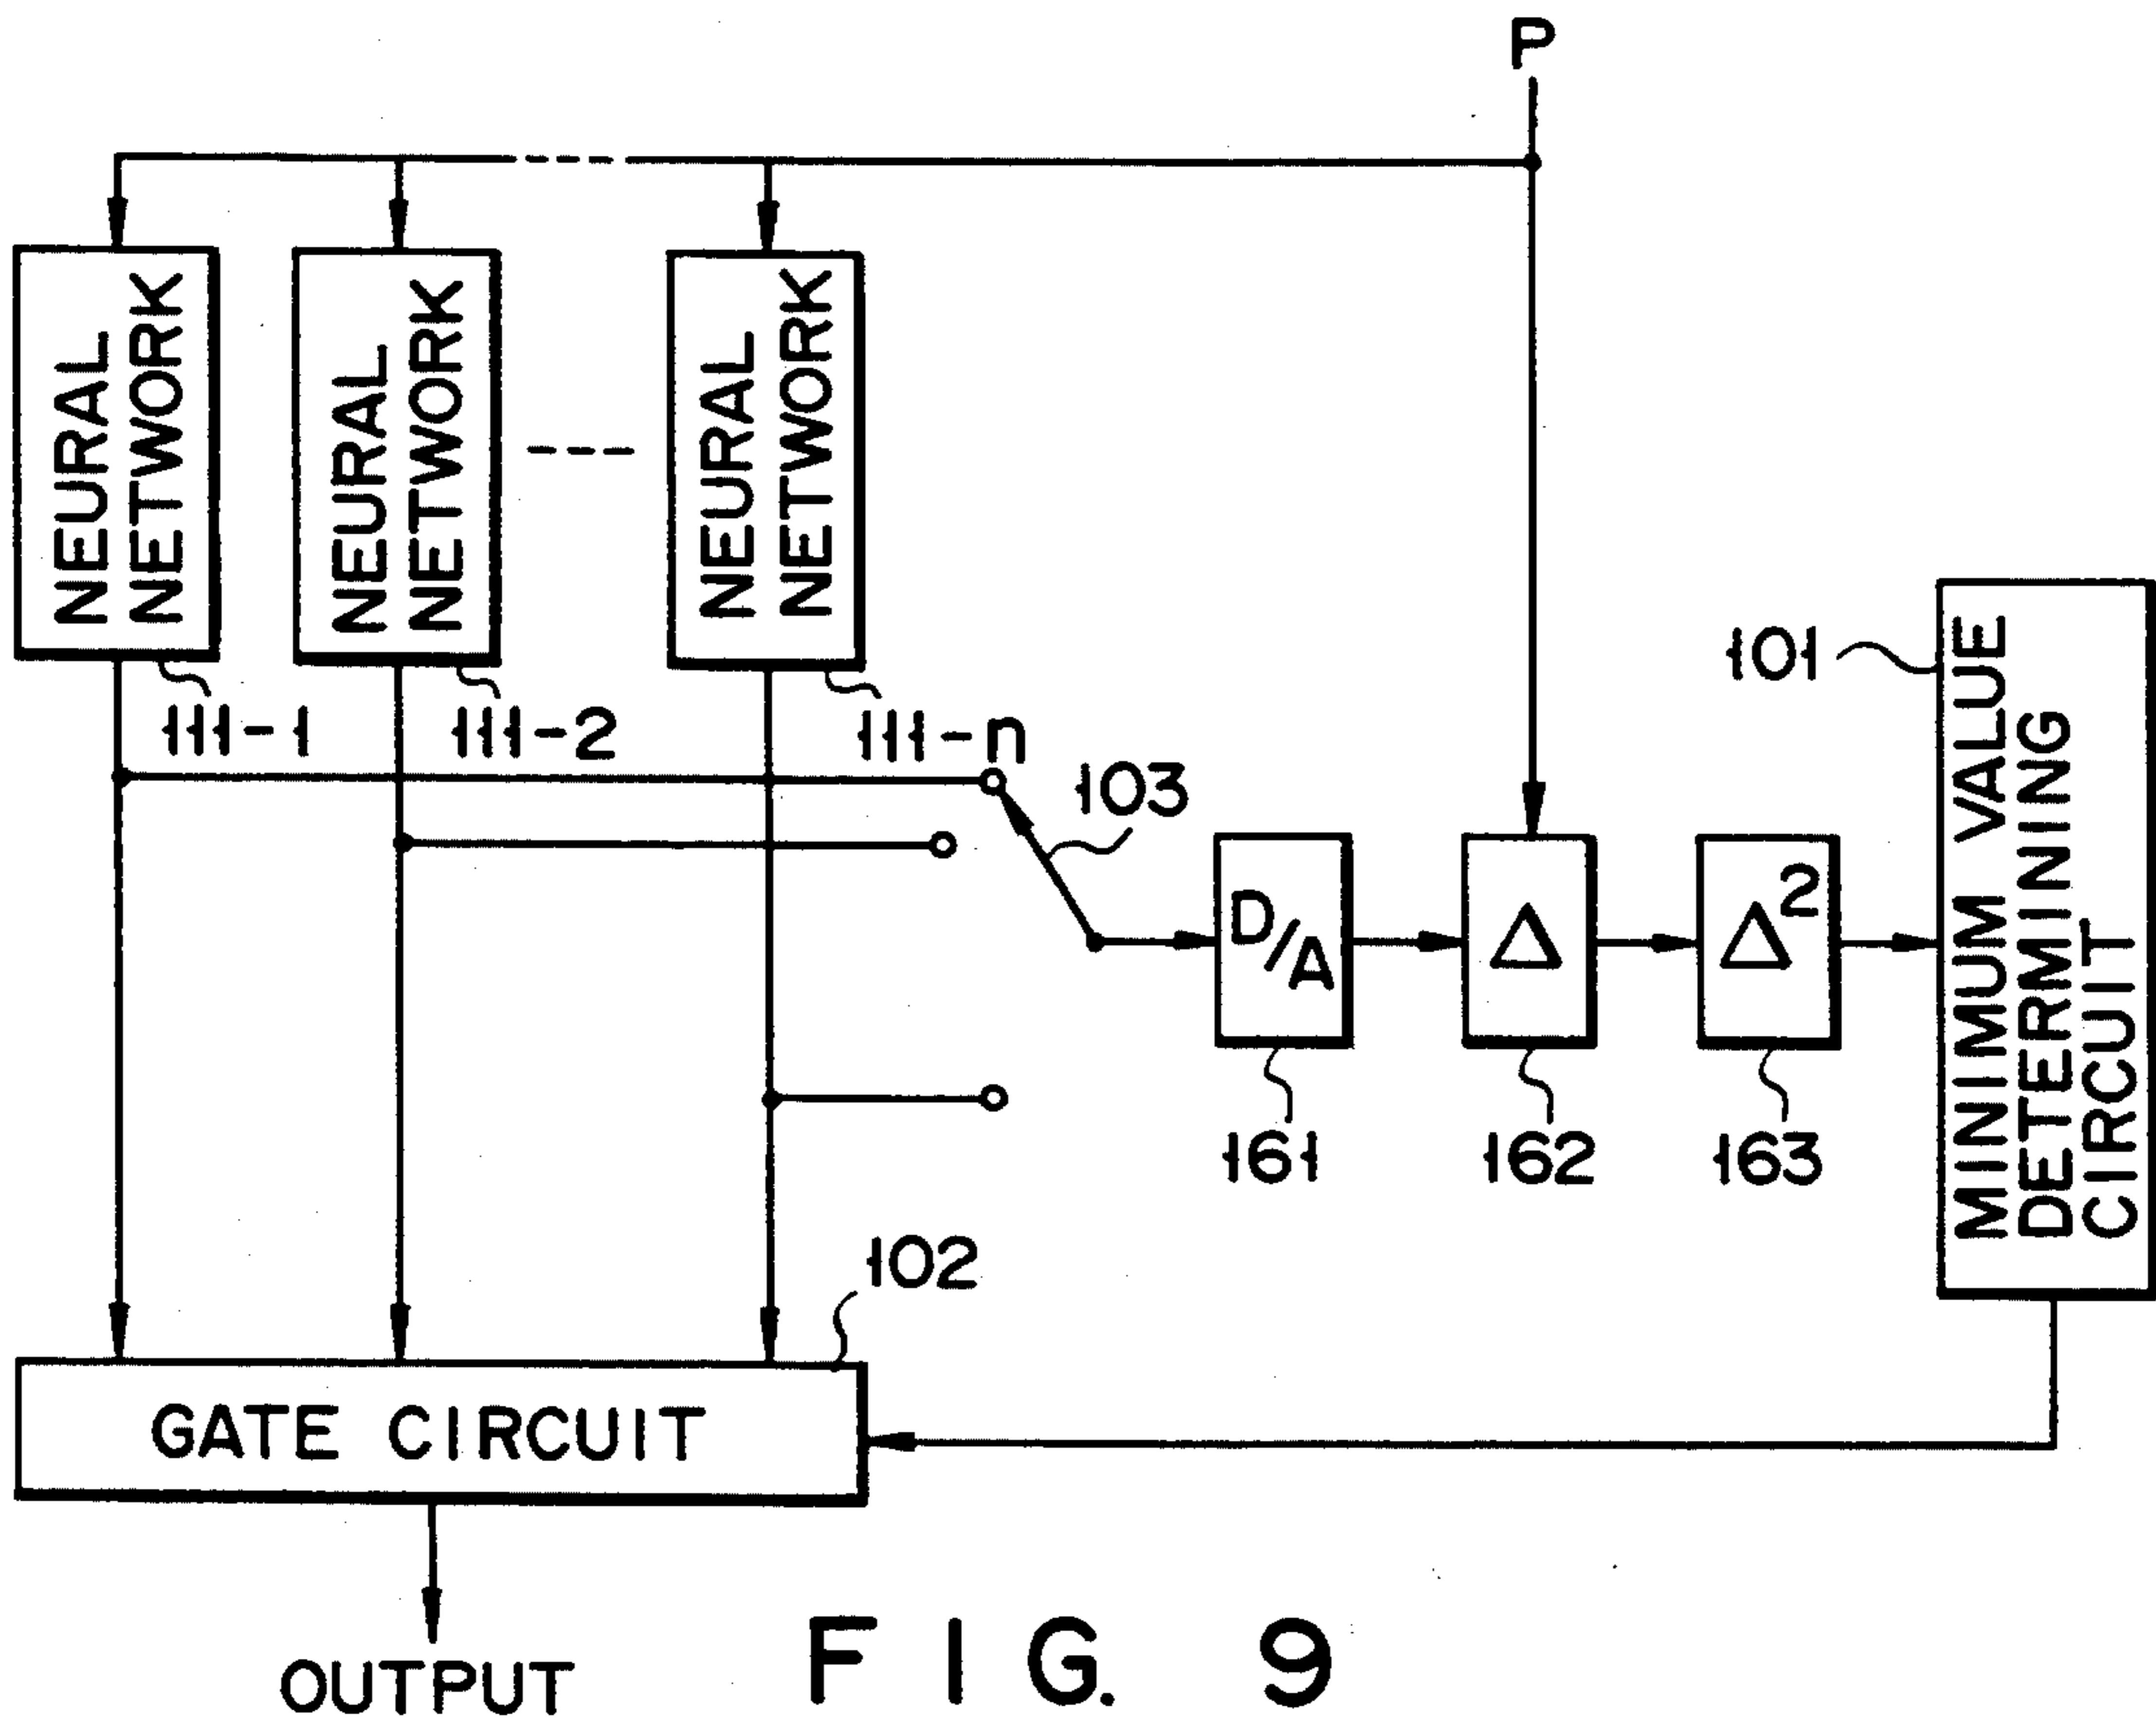 P
NEURAL
NETWORK
NEURAL
NETWORK
NEURAL
NETWORK
111-1
111-2
111-n
103
101
D/A
Δ
Δ2
MINIMUM VALUE
DETERMINING
CIRCUIT
161
162
163
102
GATE CIRCUIT
OUTPUT
FIG. 9